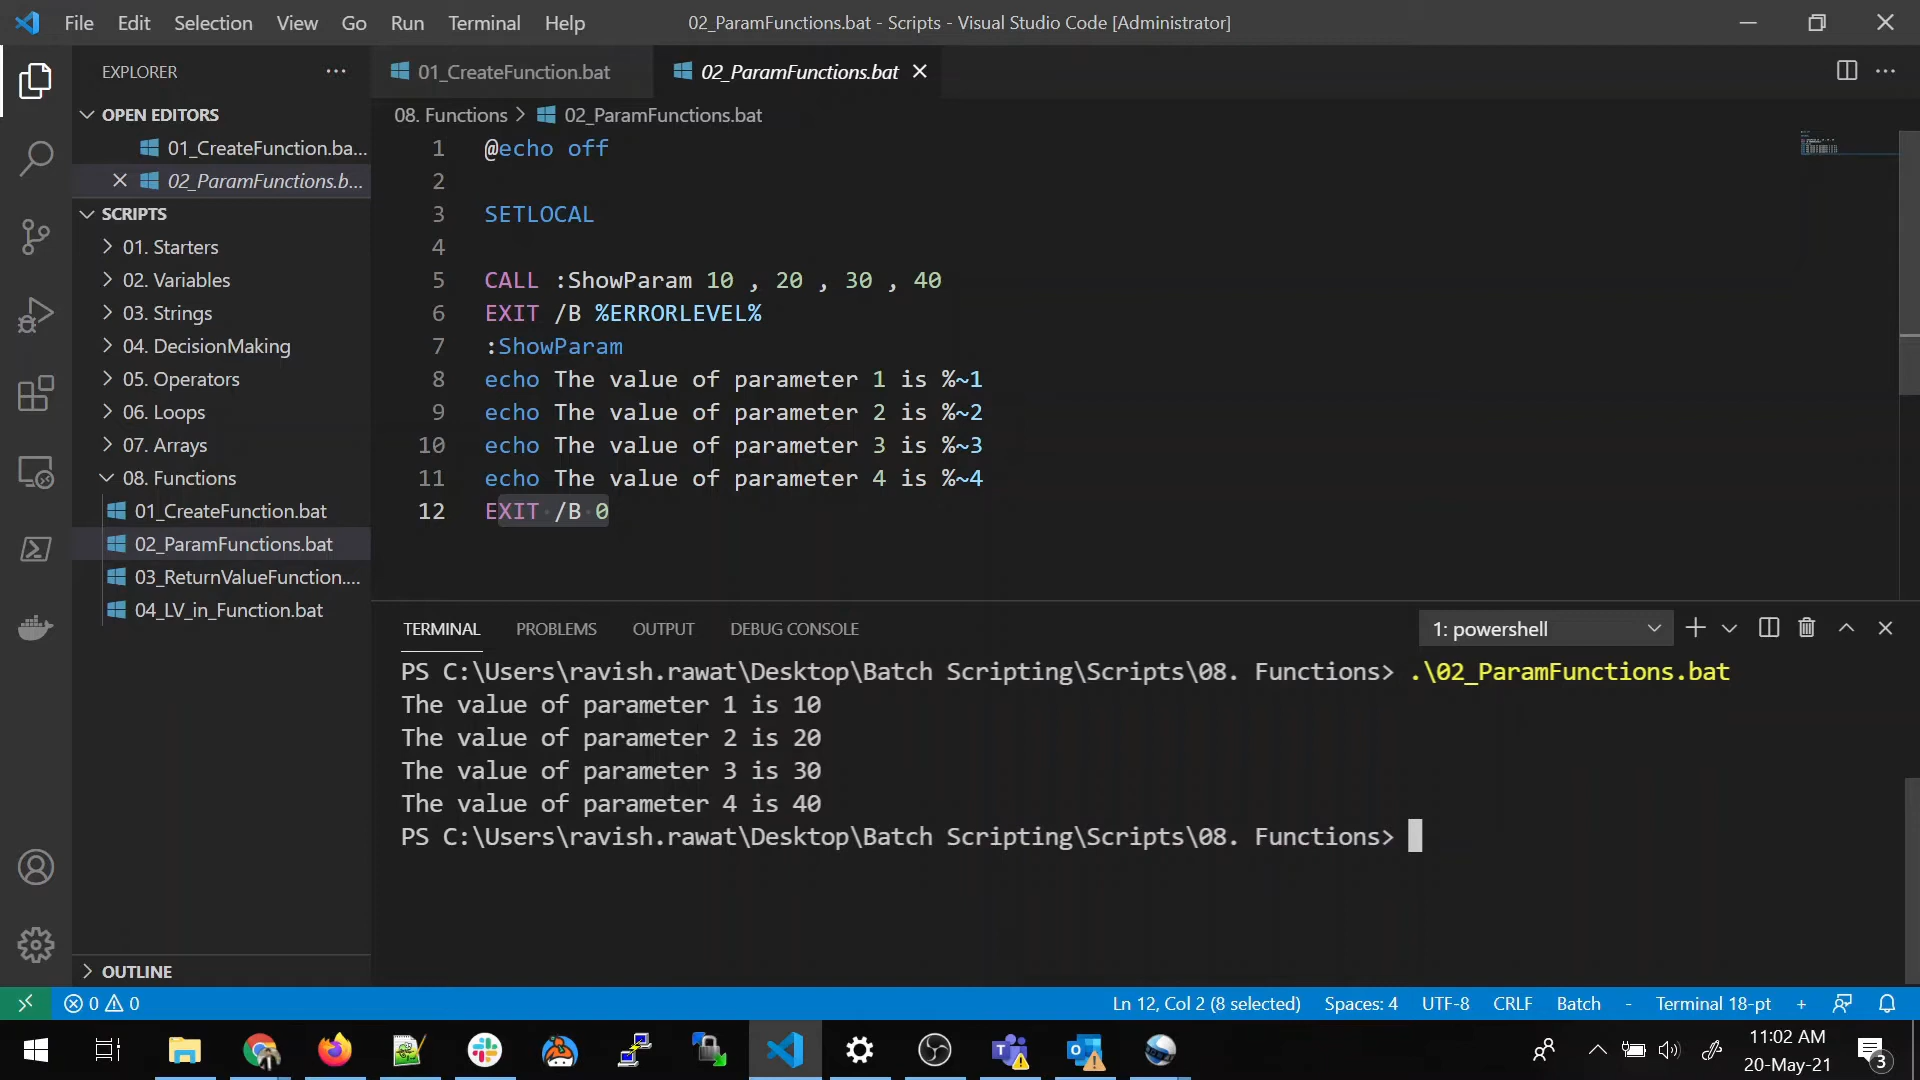 File Edit Selection View Go Run Terminal Help 02_ParamFunctions.bat - Scripts - Visual Studio Code [Administrator]
EXPLORER
01_CreateFunction.bat 02_ParamFunctions.bat
OPEN EDITORS
01_CreateFunction.ba...
02_ParamFunctions.b...
SCRIPTS
01. Starters
02. Variables
03. Strings
04. DecisionMaking
05. Operators
06. Loops
07. Arrays
08. Functions
01_CreateFunction.bat
02_ParamFunctions.bat
03_ReturnValueFunction....
04_LV_in_Function.bat
OUTLINE
08. Functions > 02_ParamFunctions.bat
1 @echo off
2
3 SETLOCAL
4
5 CALL :ShowParam 10 , 20 , 30 , 40
6 EXIT /B %ERRORLEVEL%
7 :ShowParam
8 echo The value of parameter 1 is %~1
9 echo The value of parameter 2 is %~2
10 echo The value of parameter 3 is %~3
11 echo The value of parameter 4 is %~4
12 EXIT /B 0
TERMINAL PROBLEMS OUTPUT DEBUG CONSOLE 1: powershell
PS C:\Users\ravish.rawat\Desktop\Batch Scripting\Scripts\08. Functions> .\02_ParamFunctions.bat
The value of parameter 1 is 10
The value of parameter 2 is 20
The value of parameter 3 is 30
The value of parameter 4 is 40
PS C:\Users\ravish.rawat\Desktop\Batch Scripting\Scripts\08. Functions>
0 0 Ln 12, Col 2 (8 selected) Spaces: 4 UTF-8 CRLF Batch - Terminal 18-pt +
11:02 AM
20-May-21
3